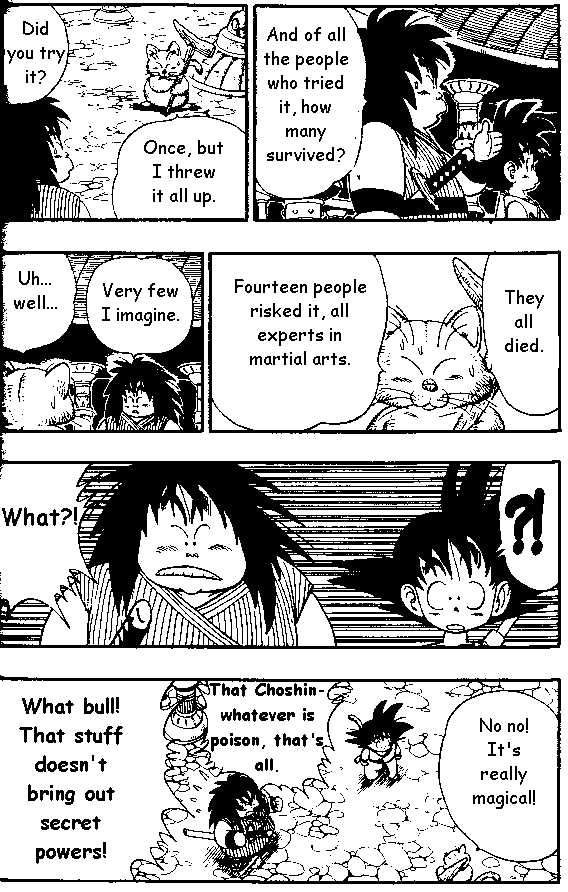 Did
you try
it?
Once, but
I threw
it all up.
And of all
the people
who tried
it, how
many
survived?
Uh...
well...
Very few
I imagine.
Fourteen people
risked it, all
experts in
martial arts.
They
all
died.
What?!
?!
What bull!
That stuff
doesn't
bring out
secret
powers!
That Choshin-
whatever is
poison, that's
all.
No no!
It's
really
magical!